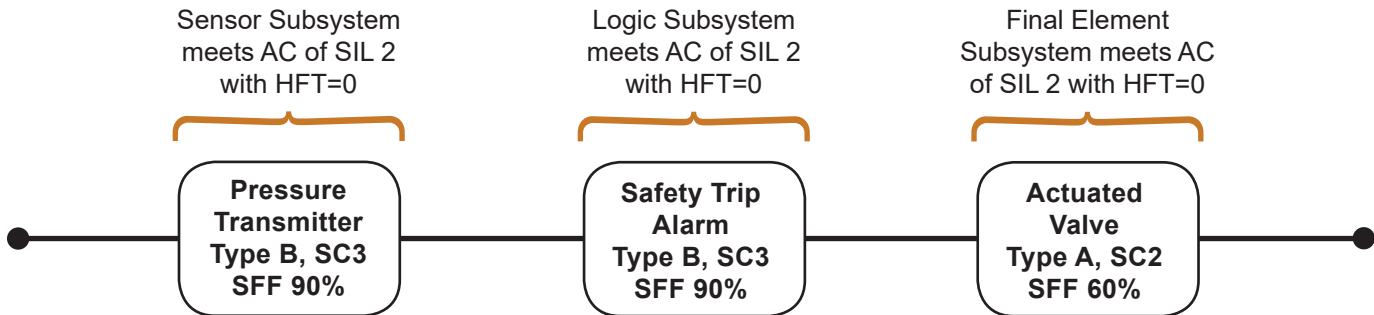 Sensor Subsystem
meets AC of SIL 2
with HFT=0
Logic Subsystem
meets AC of SIL 2
with HFT=0
Final Element
Subsystem meets AC
of SIL 2 with HFT=0
Pressure
Transmitter
Type B, SC3
SFF 90%
Safety Trip
Alarm
Type B, SC3
SFF 90%
Actuated
Valve
Type A, SC2
SFF 60%